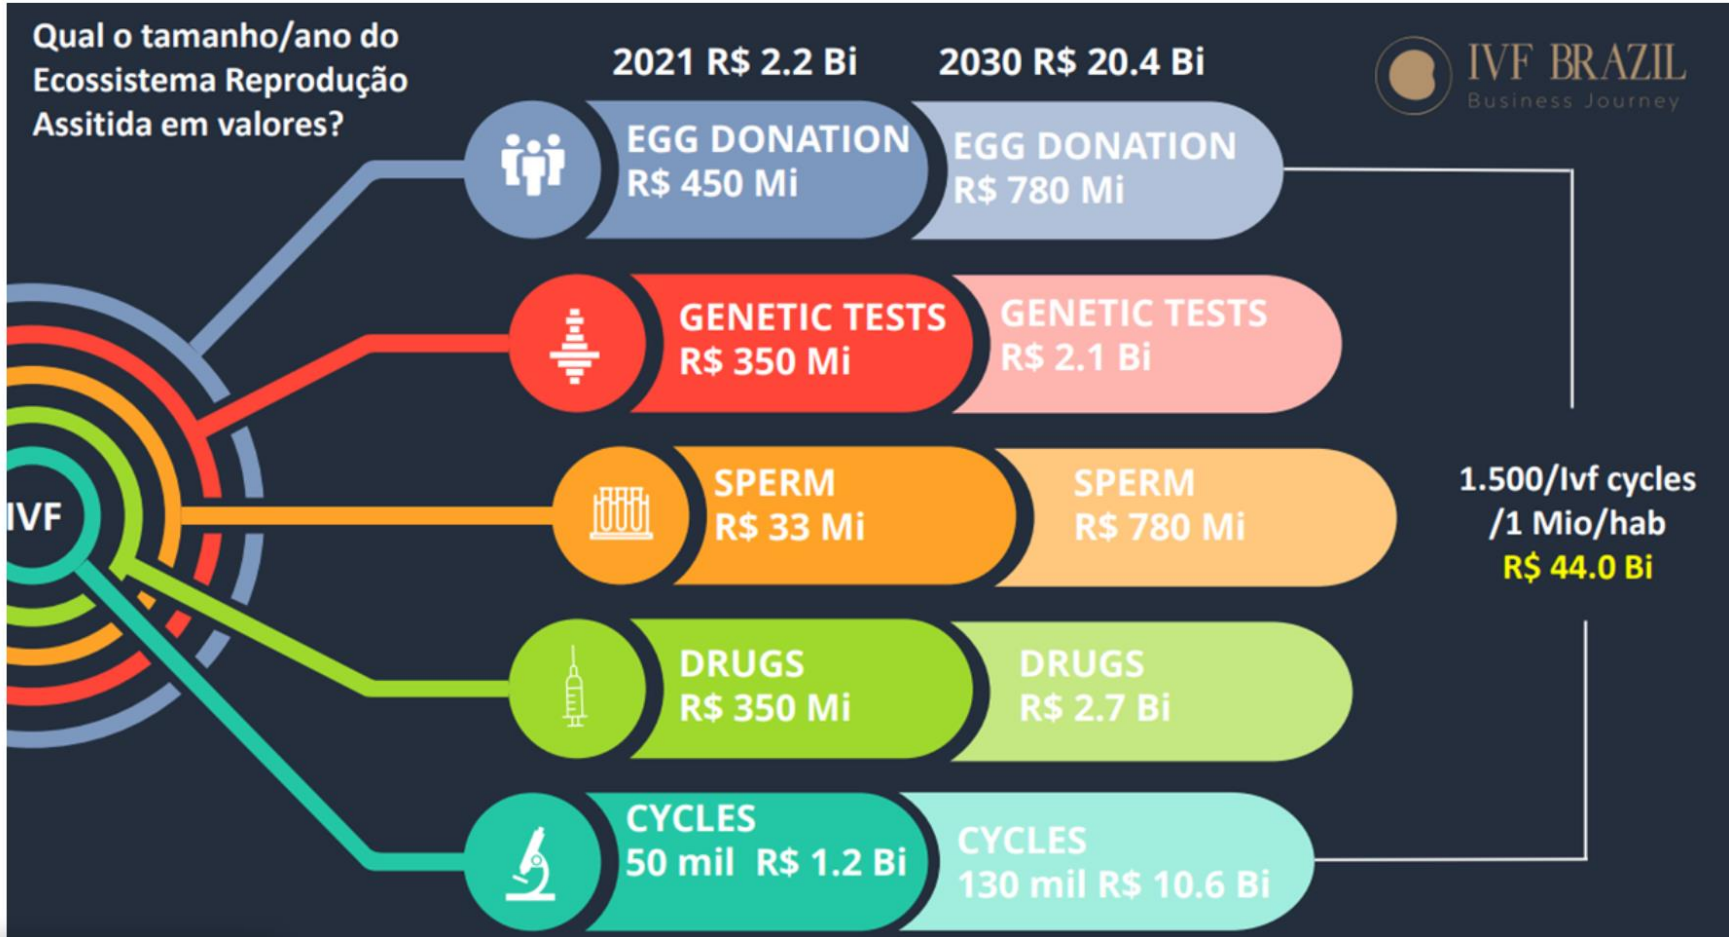 Qual o tamanho/ano do
Ecossistema Reprodução
Assitida em valores?
2021 R$ 2.2 Bi
2030 R$ 20.4 Bi
IVF BRAZIL
Business Journey
EGG DONATION
R$ 450 Mi
EGG DONATION
R$ 780 Mi
GENETIC TESTS
R$ 350 Mi
GENETIC TESTS
R$ 2.1 Bi
IVF
SPERM
R$ 33 Mi
SPERM
R$ 780 Mi
1.500/Ivf cycles
/1 Mio/hab
R$ 44.0 Bi
DRUGS
R$ 350 Mi
DRUGS
R$ 2.7 Bi
CYCLES
50 mil R$ 1.2 Bi
CYCLES
130 mil R$ 10.6 Bi